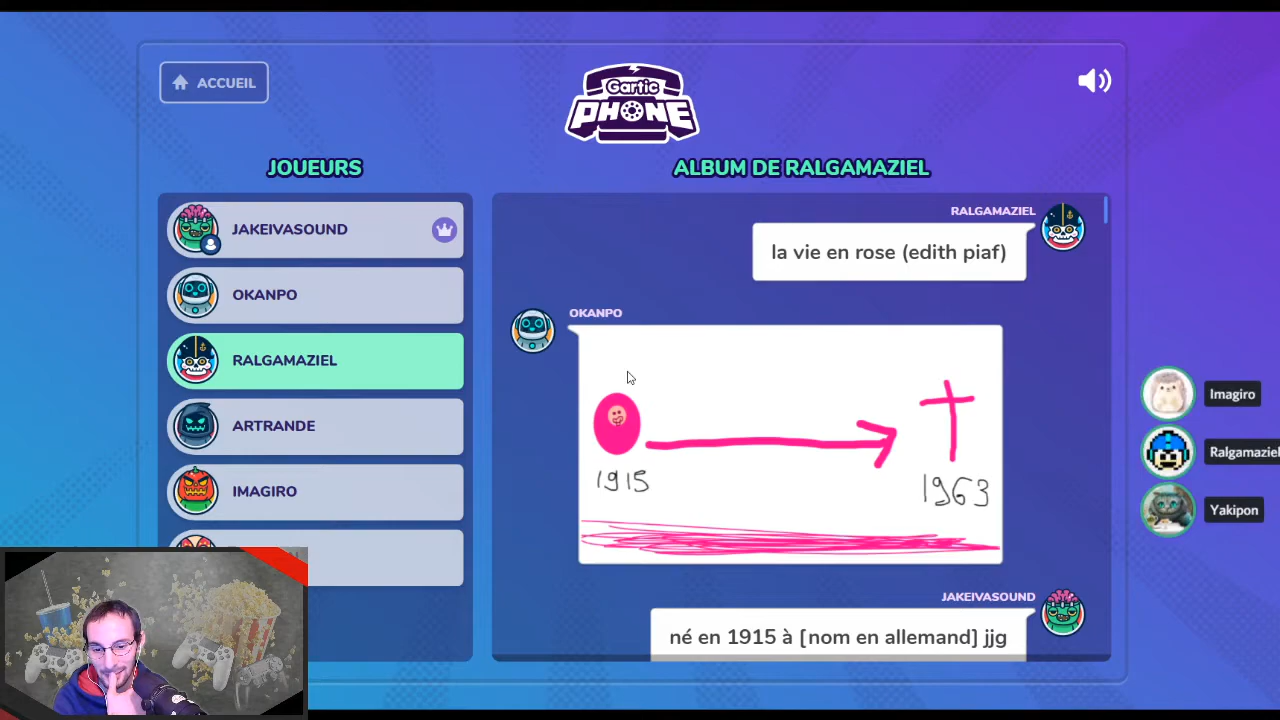 ACCUEIL
Gartic
PHONE
JOUEURS
ALBUM DE RALGAMAZIEL
JAKEIVASOUND
OKANPO
RALGAMAZIEL
ARTRANDE
IMAGIRO
RALGAMAZIEL
la vie en rose (edith piaf)
OKANPO
1915
1963
JAKEIVASOUND
né en 1915 à [nom en allemand] jjg
Imagiro
Ralgamaziel
Yakipon